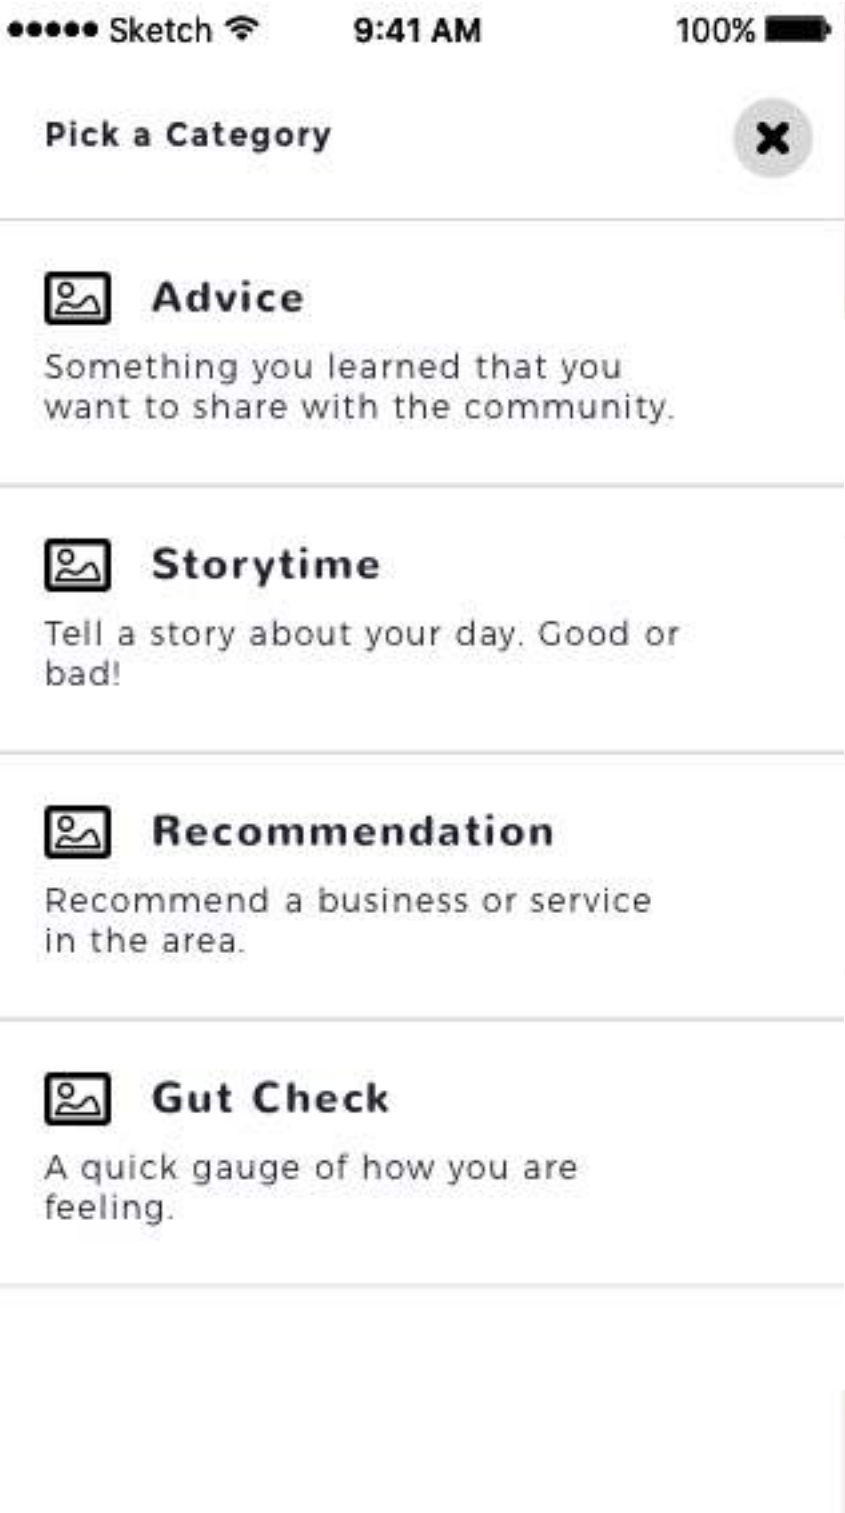 Sketch 9:41 AM 100%
Pick a Category
Advice
Something you learned that you
want to share with the community.
Storytime
Tell a story about your day. Good or
bad!
Recommendation
Recommend a business or service
in the area.
Gut Check
A quick gauge of how you are
feeling.